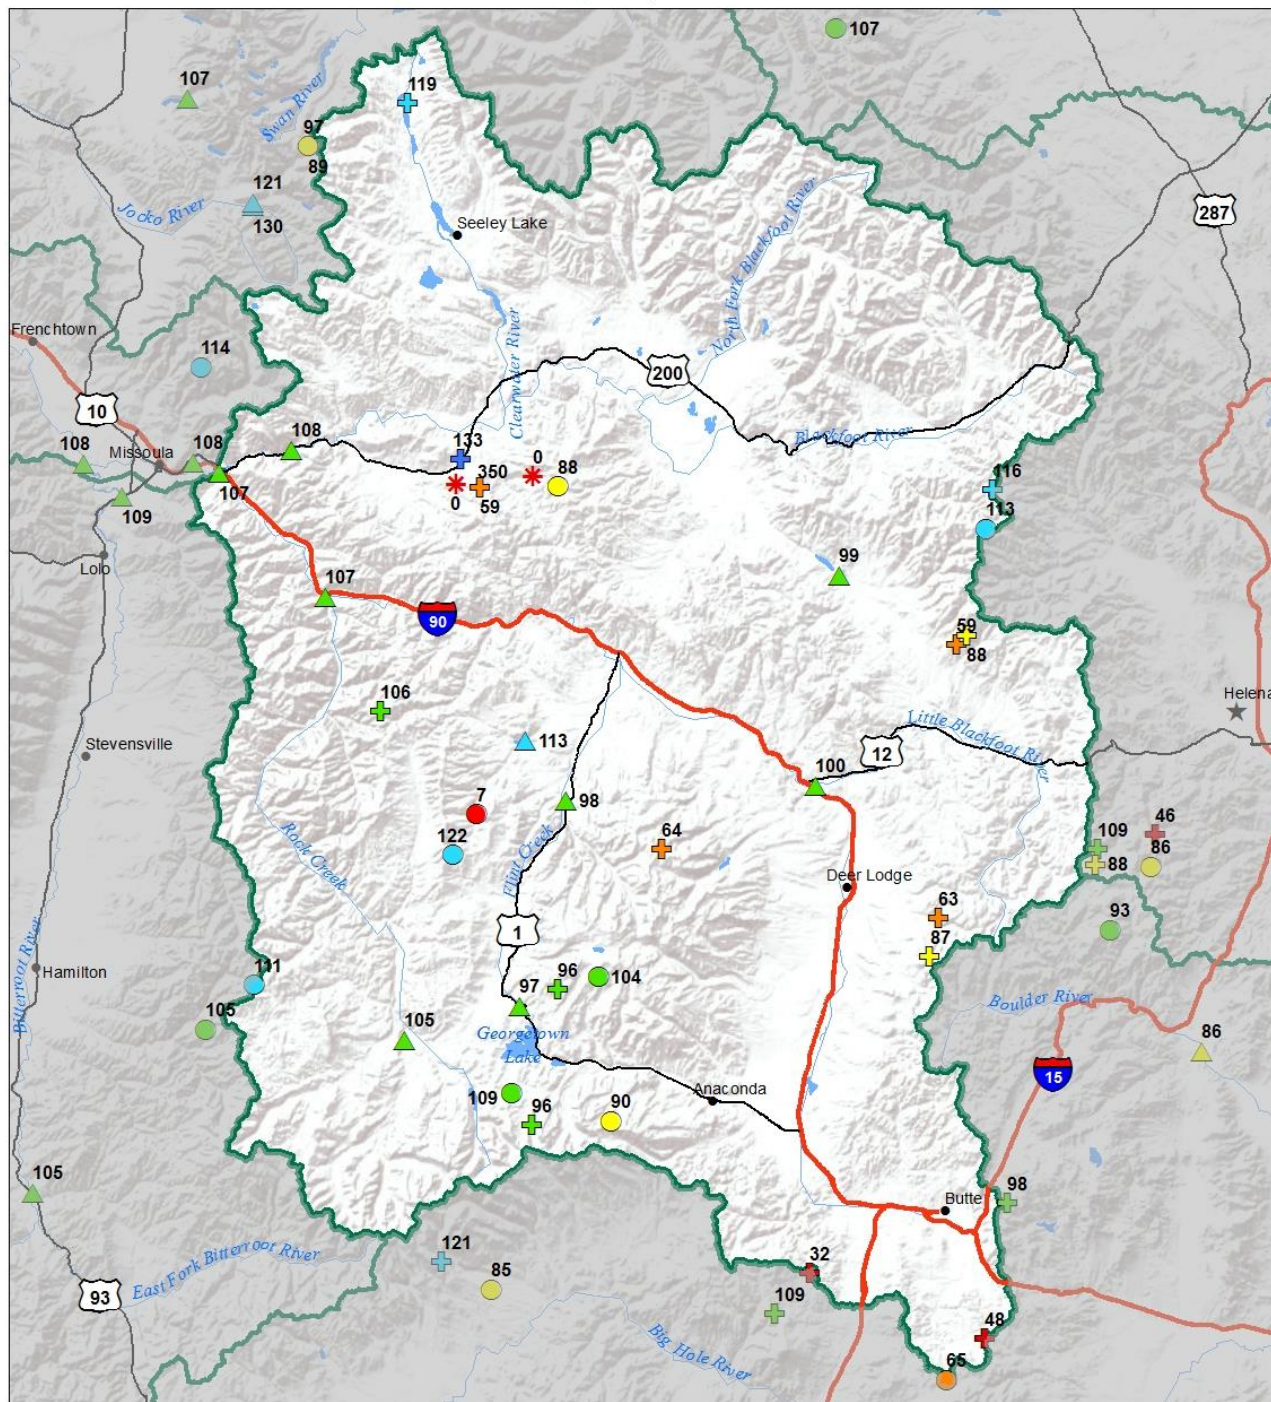 107
119
107
Swan River
97
89
121
Jocko River
130
287
Seeley Lake
North Fork Blackfoot River
Frenchtown
Clearwater River
114
200
10
108
133
Blackfoot River
108
108
Missoula
0
88
350
116
107
0
59
109
113
Lolo
99
107
90
59
88
106
Helena
Little Blackfoot River
Stevensville
113
12
100
7
98
46
122
64
109
86
Rock Creek
Flint Creek
88
Deer Lodge
63
93
1
87
Bitterroot River
Hamilton
111
96
104
97
Boulder River
105
105
Georgetown
Lake
86
15
109
96
90
Anaconda
105
98
Butte
East Fork Bitterroot River
121
32
85
93
109
48
Big Hole River
65